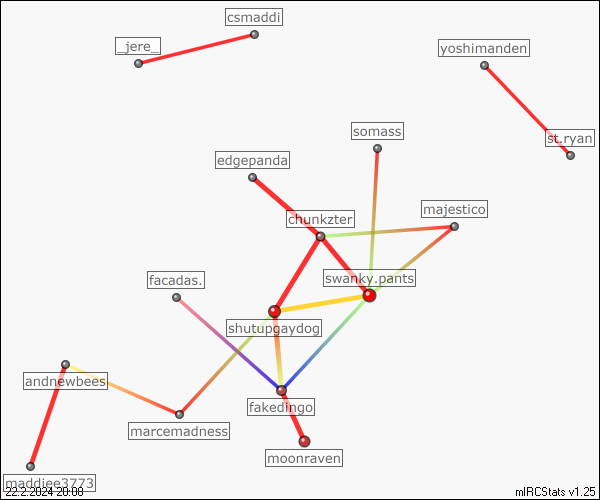 csmaddi
_jere_
yoshimanden
somass
st.ryan
edgepanda
majestico
chunkzter
facadas.
swanky.pants
shutupgaydog
andnewbees
fakedingo
marcemadness
moonraven
maddiee3773
22.2.2024 20:08
mIRCStats v1.25